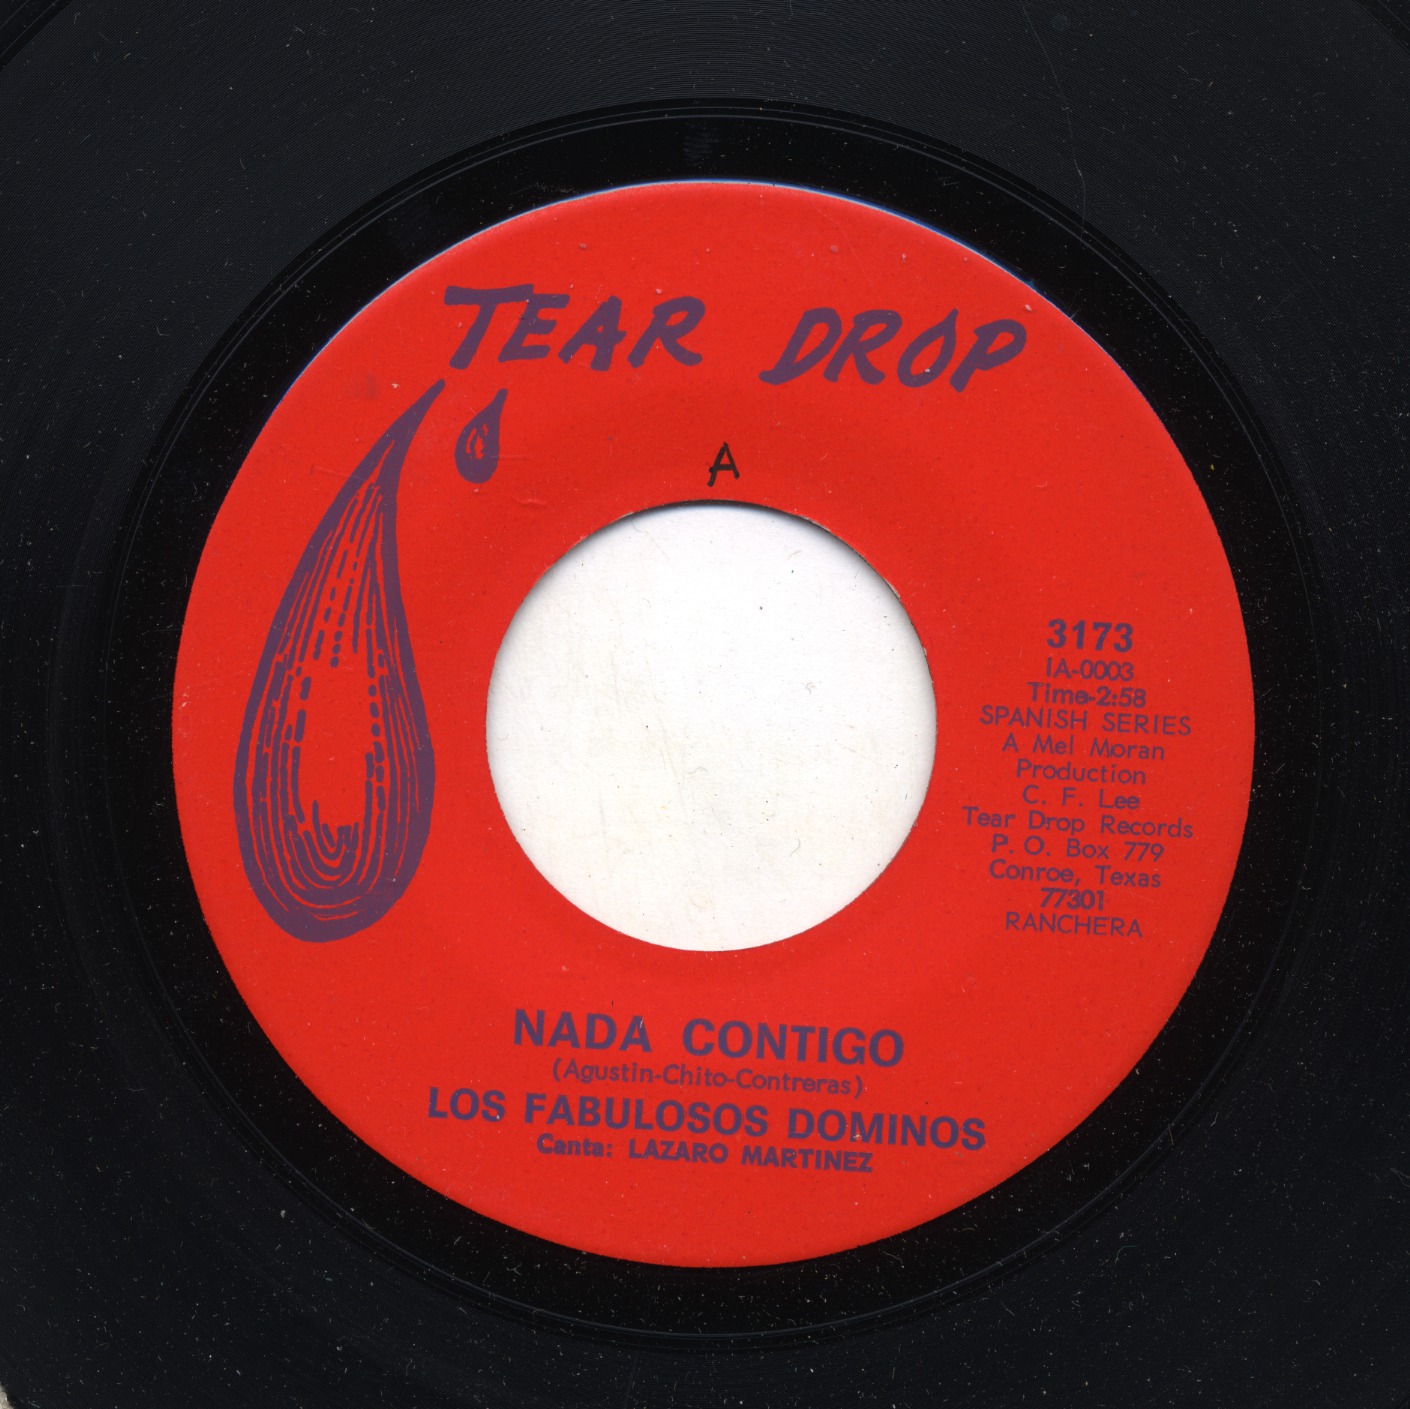 TEAR DROP
A
3173
IA-0003
Time-2:58
SPANISH SERIES
A Mel Moran
Production
C. F. Lee
Tear Drop Records
P. O. Box 779
Conroe, Texas
77301
RANCHERA
NADA CONTIGO
(Agustin-Chito-Contreras)
LOS FABULOSOS DOMINOS
Canta: LAZARO MARTINEZ